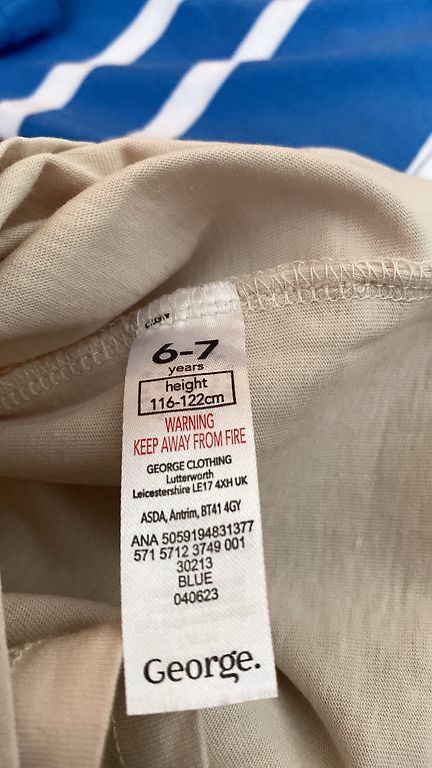 6-7
years
height
116-122cm
WARNING
KEEP AWAY FROM FIRE
GEORGE CLOTHING
Lutterworth
Leicestershire LE17 4XH UK
ASDA, Antrim, BT41 4GY
ANA 5059194831377
571 5712 3749 001
30213
BLUE
040623
George.